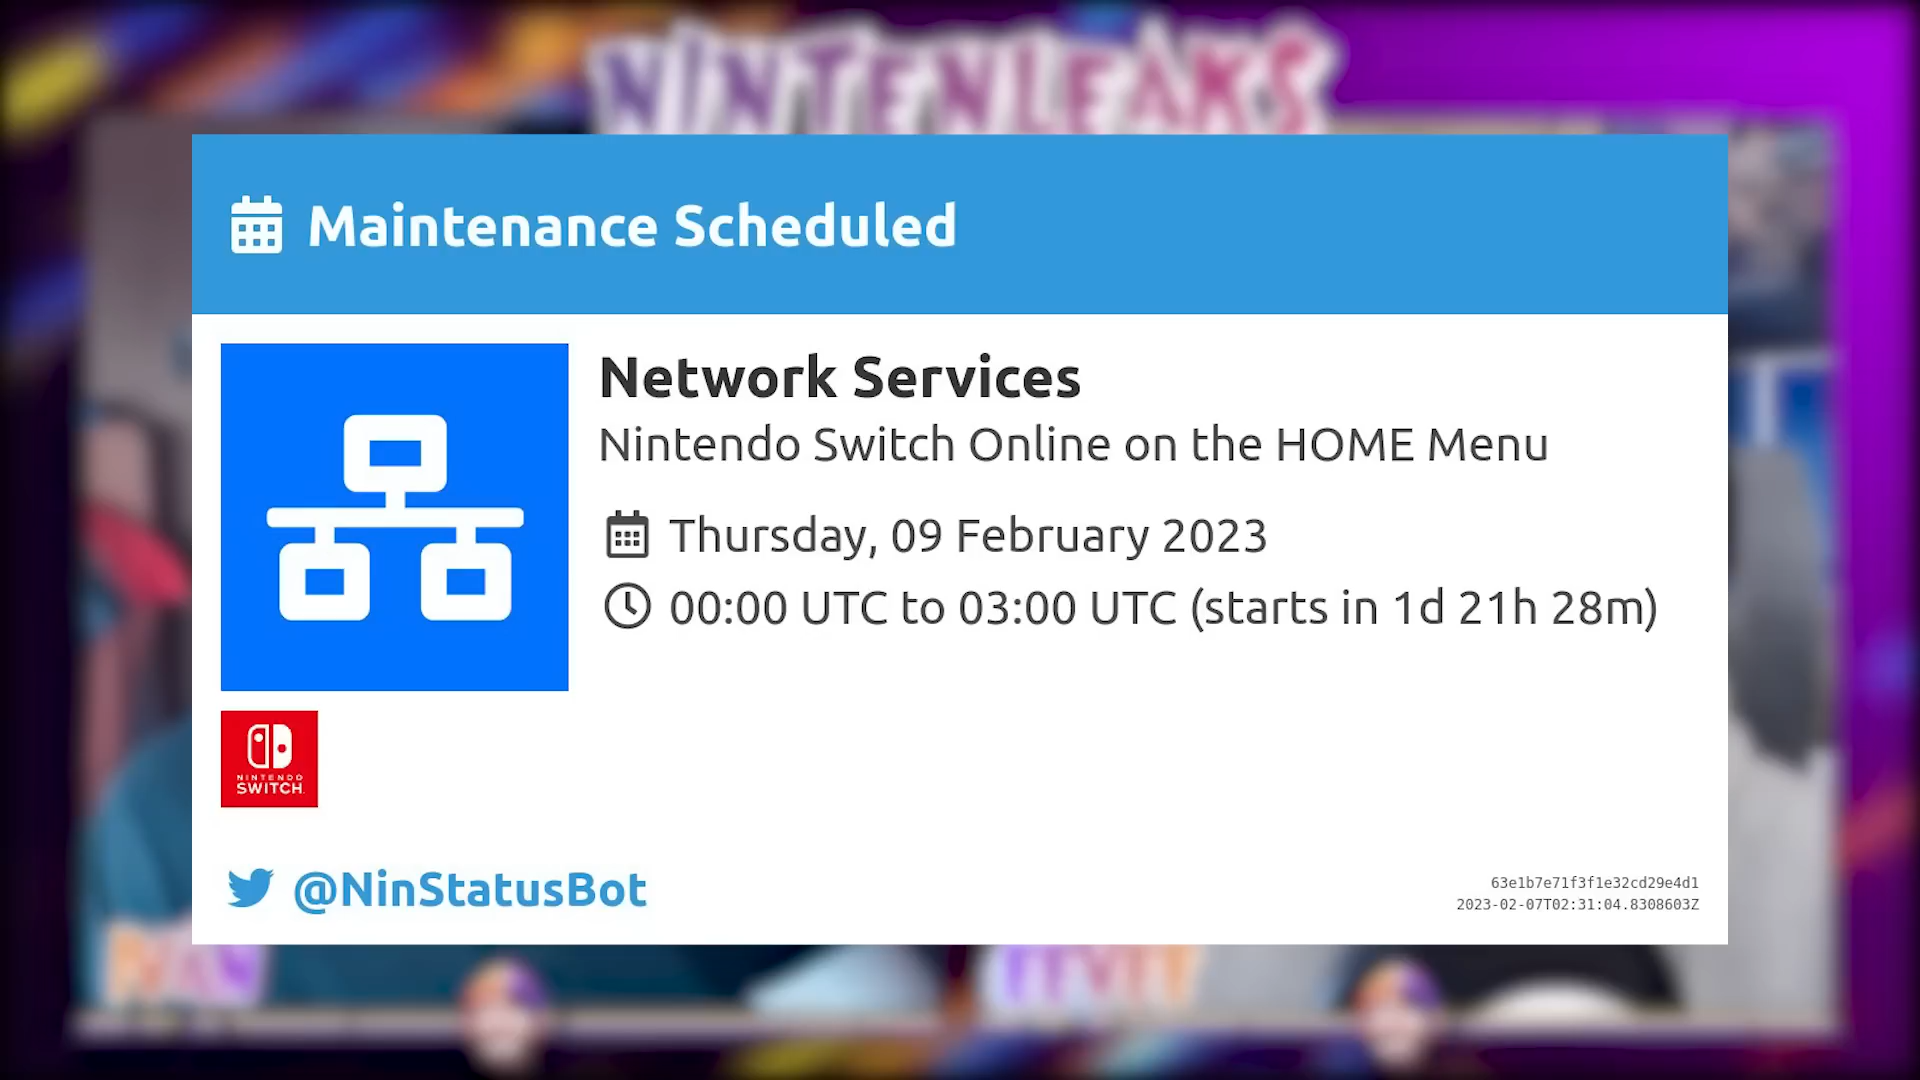 NINTENLEAKS
Maintenance Scheduled
Network Services
Nintendo Switch Online on the HOME Menu
Thursday, 09 February 2023
00:00 UTC to 03:00 UTC (starts in 1d 21h 28m)
NINTENDO
SWITCH
@NinStatusBot
63e1b7e71f3f1e32cd29e4d1
2023-02-07T02:31:04.8308603Z